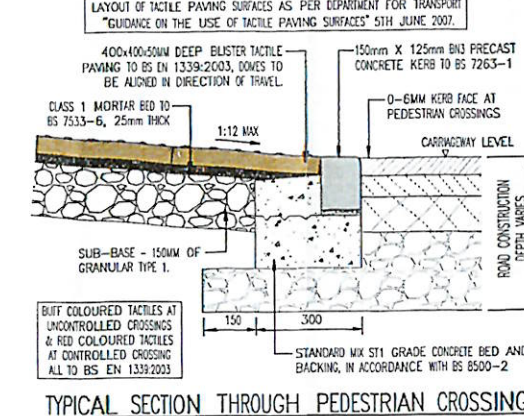 LAYOUT OF TACTILE PAVING SURFACES AS PER DEPARTMENT FOR TRANSPORT
"GUIDANCE ON THE USE OF TACTILE PAVING SURFACES" 5TH JUNE 2007.
400x400x50MM DEEP BLISTER TACTILE
PAVING TO BS EN 1339:2003, DOMES TO
BE ALIGNED IN DIRECTION OF TRAVEL.
150mm X 125mm BN3 PRECAST
CONCRETE KERB TO BS 7263-1
CLASS 1 MORTAR BED TO
BS 7533-6, 25mm THICK
0-6MM KERB FACE AT
PEDESTRIAN CROSSINGS
1:12 MAX
CARRIAGEWAY LEVEL
ROAD CONSTRUCTION
DEPTH VARIES
SUB-BASE - 150MM OF
GRANULAR TYPE 1.
BUFF COLOURED TACTILES AT
UNCONTROLLED CROSSINGS
& RED COLOURED TACTILES
AT CONTROLLED CROSSING
ALL TO BS EN 1339:2003
150
300
STANDARD MIX ST1 GRADE CONCRETE BED AND
BACKING, IN ACCORDANCE WITH BS 8500-2
TYPICAL SECTION THROUGH PEDESTRIAN CROSSING